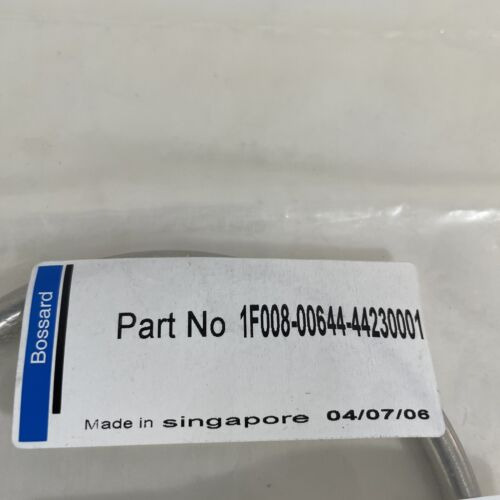 Bossard
Part No 1F008-00644-44230001
Made in singapore 04/07/06